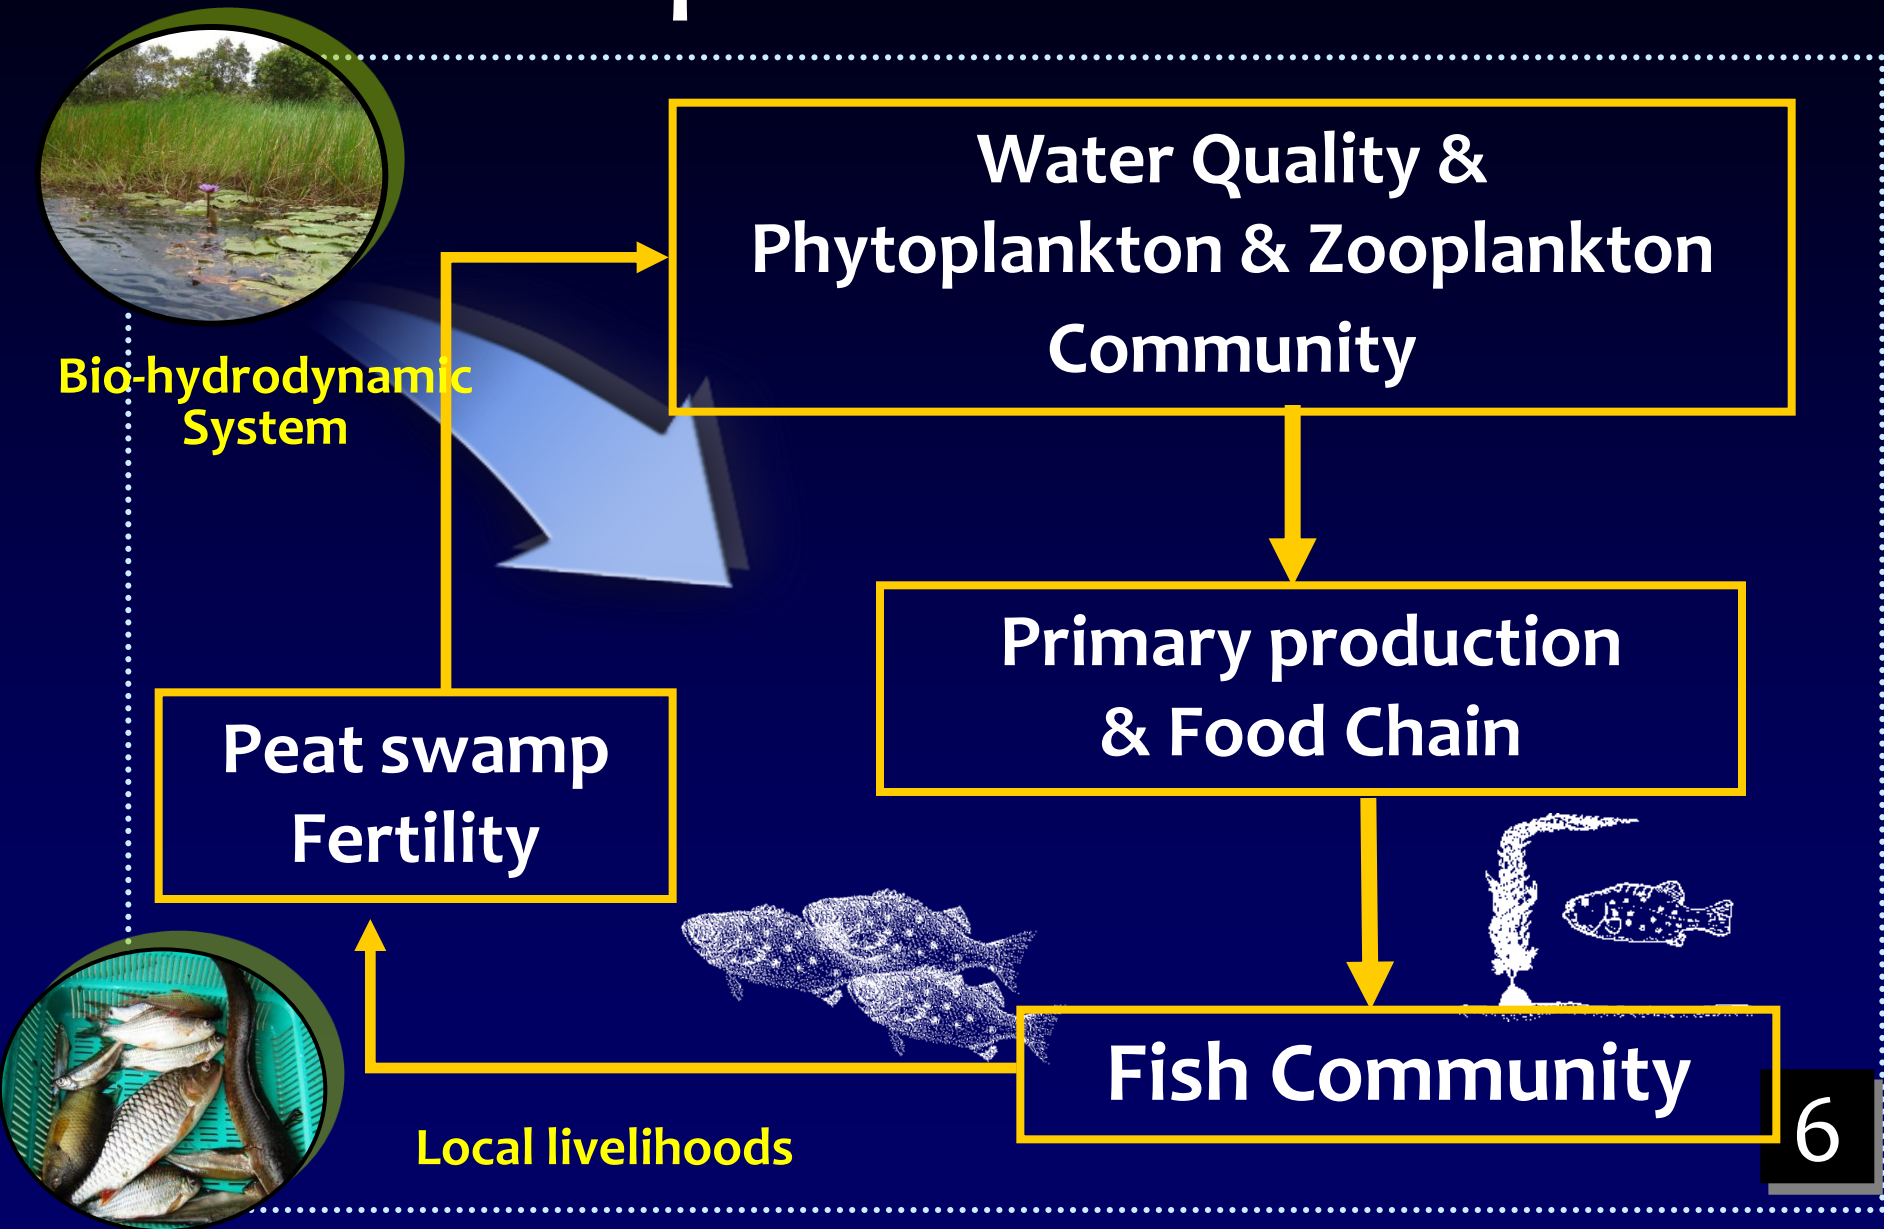 Water Quality &
Phytoplankton & Zooplankton
Community
Bio-hydrodynamic
System
Primary production
& Food Chain
Peat swamp
Fertility
Fish Community
Local livelihoods
6